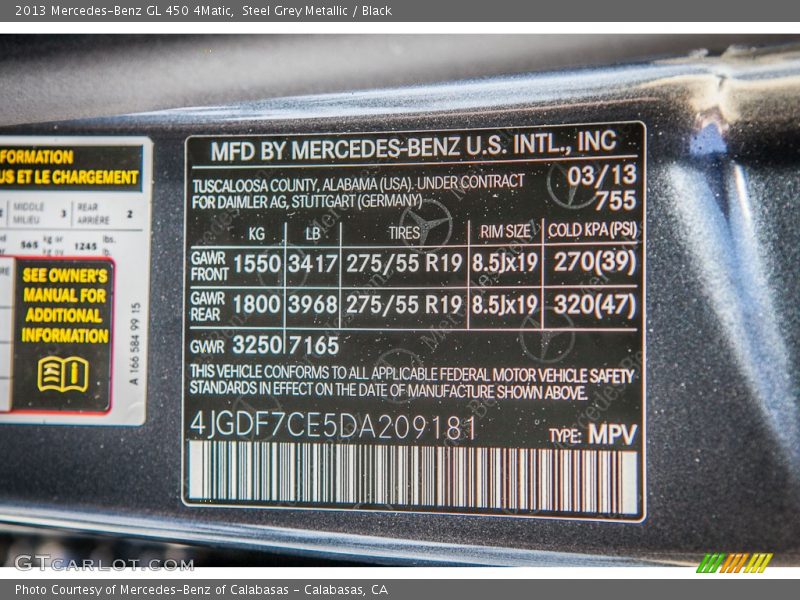 2013 Mercedes-Benz GL 450 4Matic,  Steel Grey Metallic / Black
FORMATION
US ET LE CHARGEMENT
MIDDLE
MILIEU 3 REAR
ARRIÈRE 2
565 kg or
kg ou 1245 lbs.
lb.
SEE OWNER'S
MANUAL FOR
ADDITIONAL
INFORMATION
A 166 584 99 15
MFD BY MERCEDES-BENZ U.S. INTL., INC
TUSCALOOSA COUNTY, ALABAMA (USA), UNDER CONTRACT 03/13
FOR DAIMLER AG, STUTTGART (GERMANY) 755
KG LB TIRES RIM SIZE COLD KPA (PSI)
GAWR
FRONT 1550 3417 275/55 R19 8.5Jx19 270(39)
GAWR
REAR 1800 3968 275/55 R19 8.5Jx19 320(47)
GVWR 3250 7165
THIS VEHICLE CONFORMS TO ALL APPLICABLE FEDERAL MOTOR VEHICLE SAFETY
STANDARDS IN EFFECT ON THE DATE OF MANUFACTURE SHOWN ABOVE.
4JGDF7CE5DA209181 TYPE: MPV
GTCARLOT.COM
Photo Courtesy of Mercedes-Benz of Calabasas - Calabasas, CA